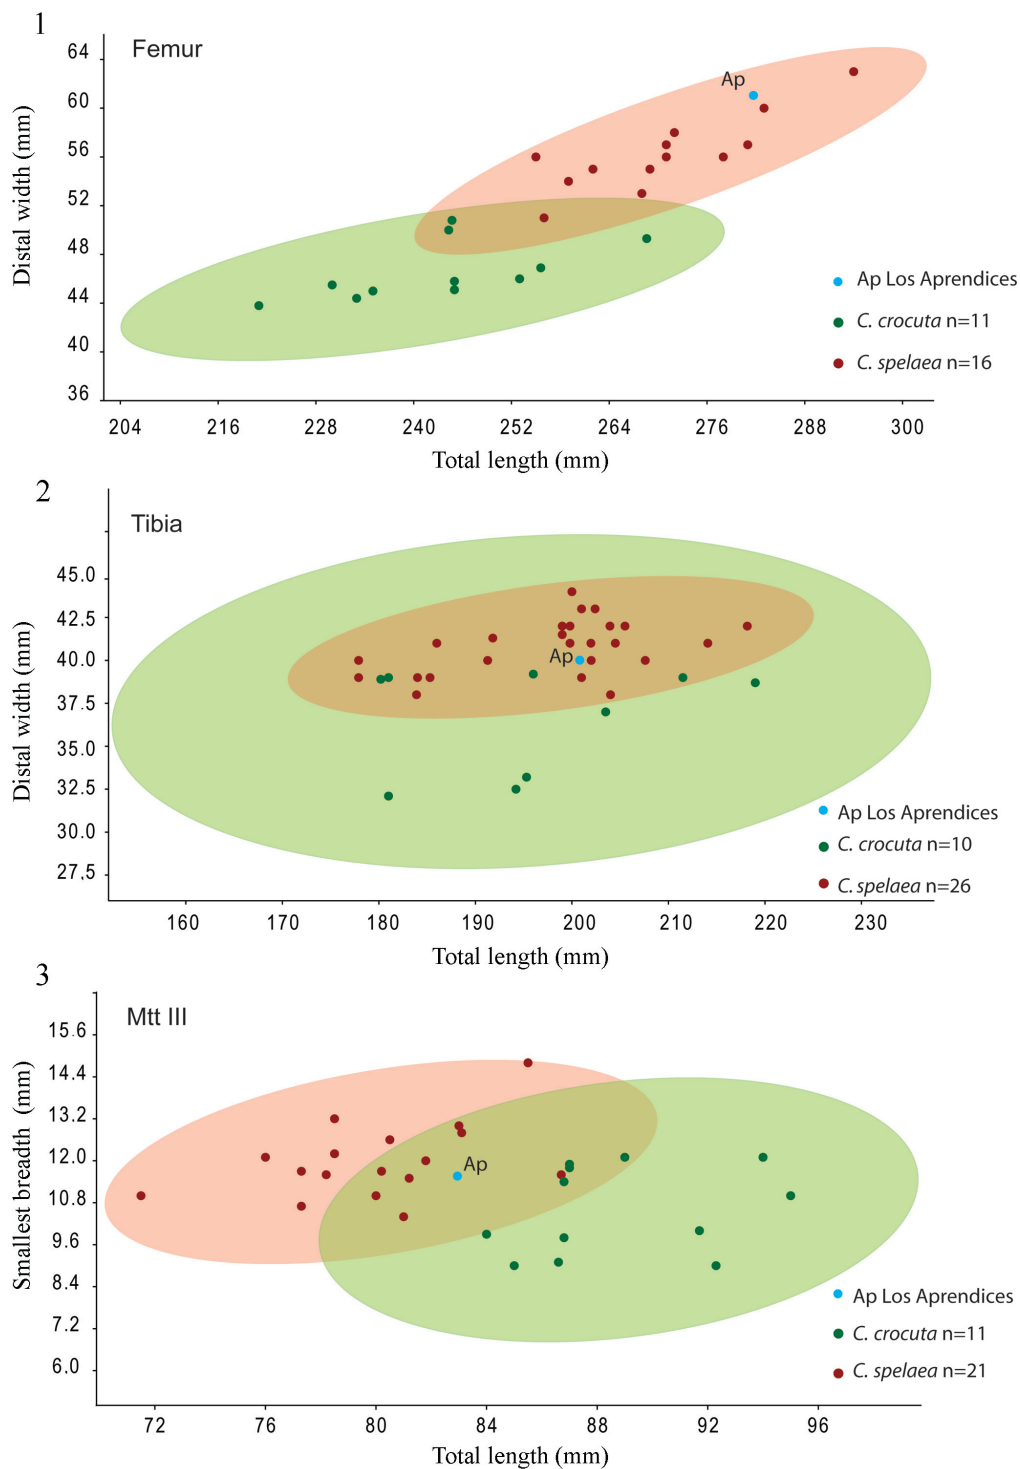 1
Femur
64
60
56
52
48
44
40
36
Distal width (mm)
Ap
Ap Los Aprendices
C. crocuta n=11
C. spelaea n=16
204 216 228 240 252 264 276 288 300
Total length (mm)
2
Tibia
45.0
42.5
40.0
37.5
35.0
32.5
30.0
27.5
Distal width (mm)
Ap
Ap Los Aprendices
C. crocuta n=10
C. spelaea n=26
160 170 180 190 200 210 220 230
Total length (mm)
3
Mtt III
15.6
14.4
13.2
12.0
10.8
9.6
8.4
7.2
6.0
Smallest breadth (mm)
Ap
Ap Los Aprendices
C. crocuta n=11
C. spelaea n=21
72 76 80 84 88 92 96
Total length (mm)